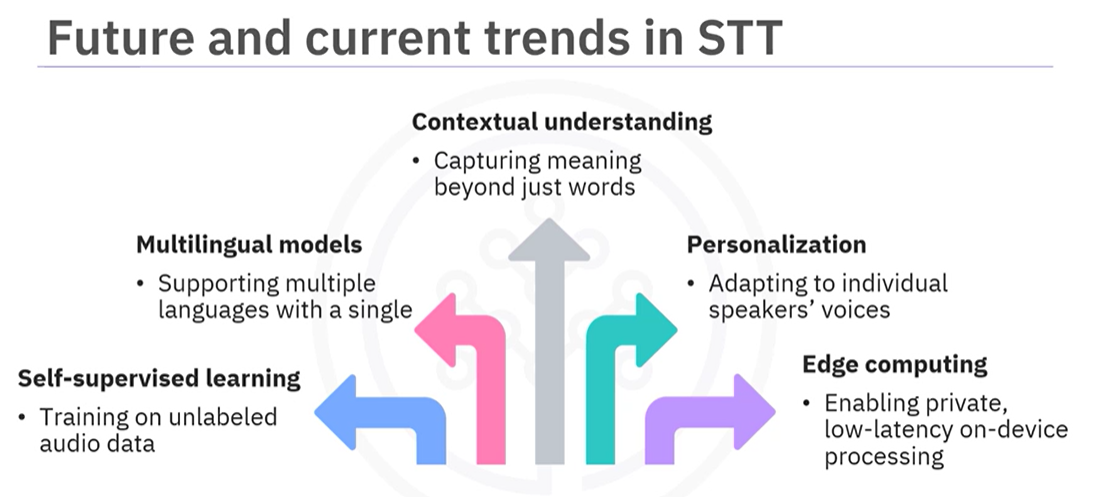 Future and current trends in STT
Contextual understanding
• Capturing meaning
beyond just words
Multilingual models
• Supporting multiple
languages with a single
Personalization
• Adapting to individual
speakers’ voices
Self-supervised learning
• Training on unlabeled
audio data
Edge computing
• Enabling private,
low-latency on-device
processing